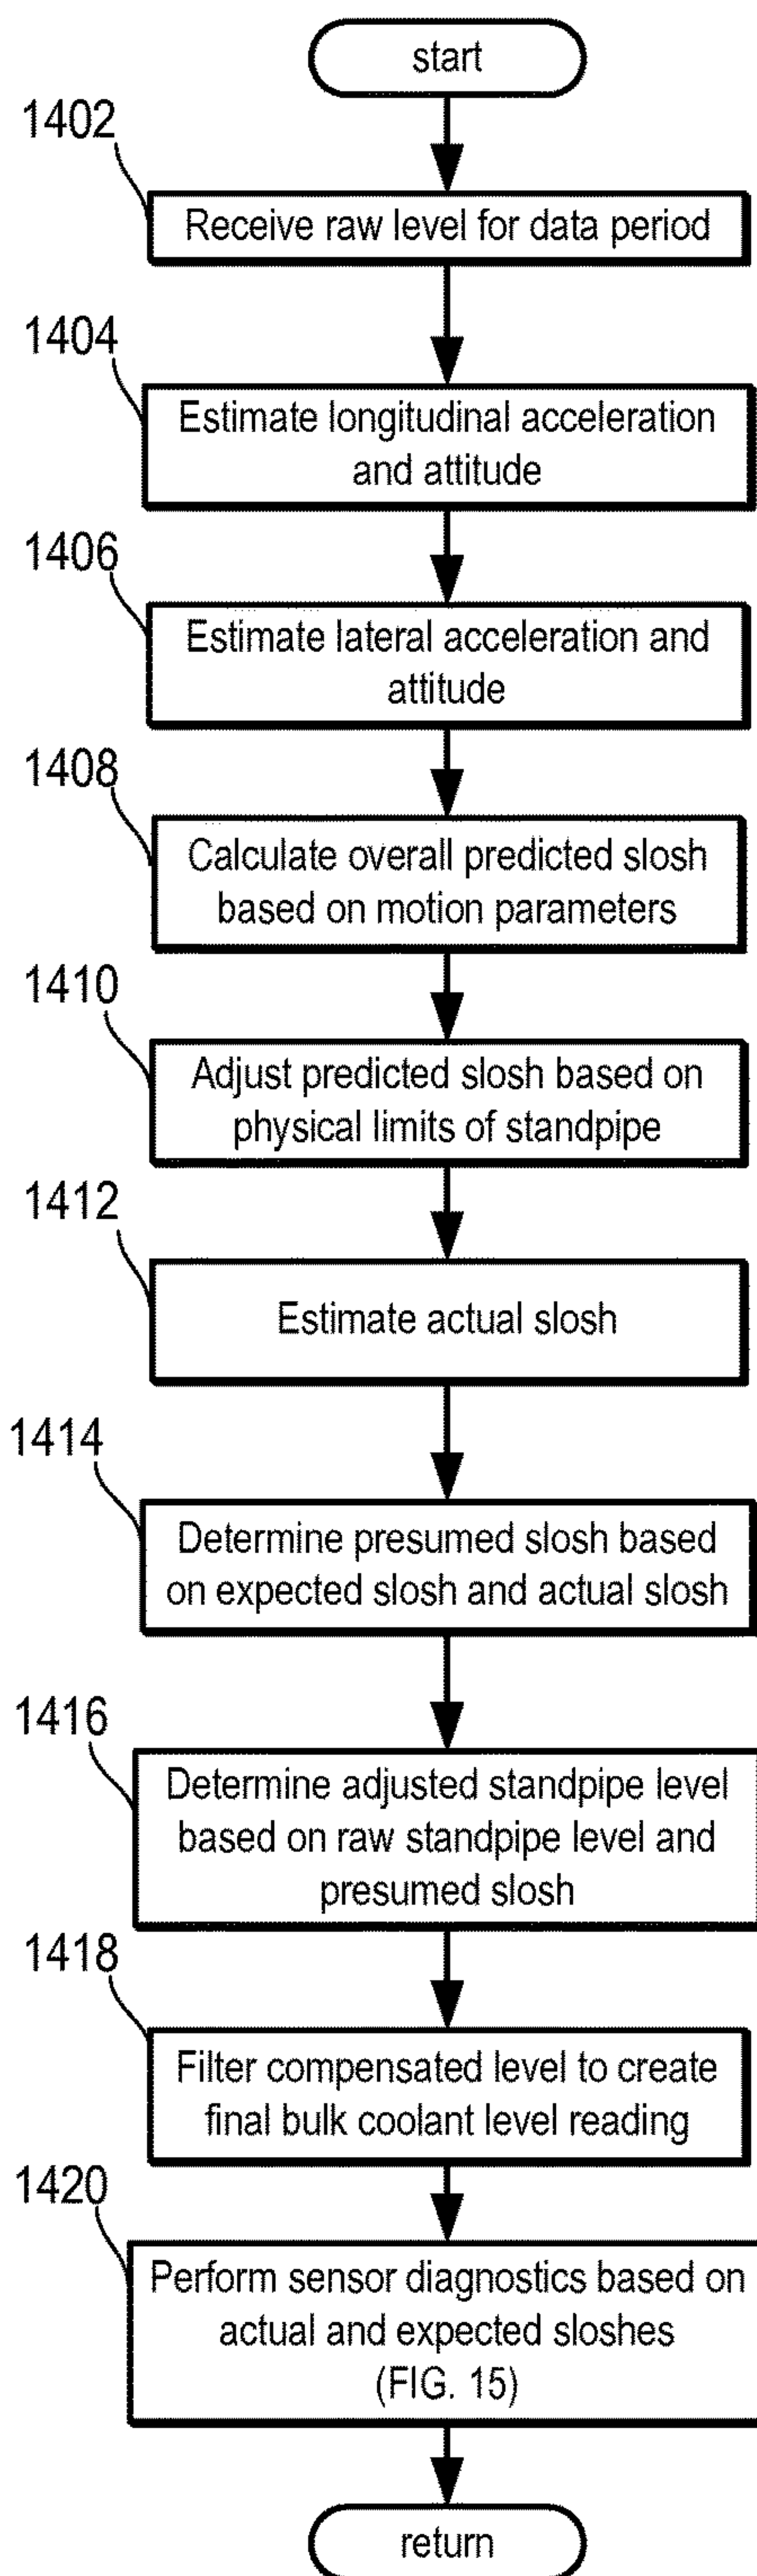 start
1402
Receive raw level for data period
1404
Estimate longitudinal acceleration
and attitude
1406
Estimate lateral acceleration and
attitude
1408
Calculate overall predicted slosh
based on motion parameters
1410
Adjust predicted slosh based on
physical limits of standpipe
1412
Estimate actual slosh
1414
Determine presumed slosh based
on expected slosh and actual slosh
1416
Determine adjusted standpipe level
based on raw standpipe level and
presumed slosh
1418
Filter compensated level to create
final bulk coolant level reading
1420
Perform sensor diagnostics based on
actual and expected sloshes
(FIG. 15)
return